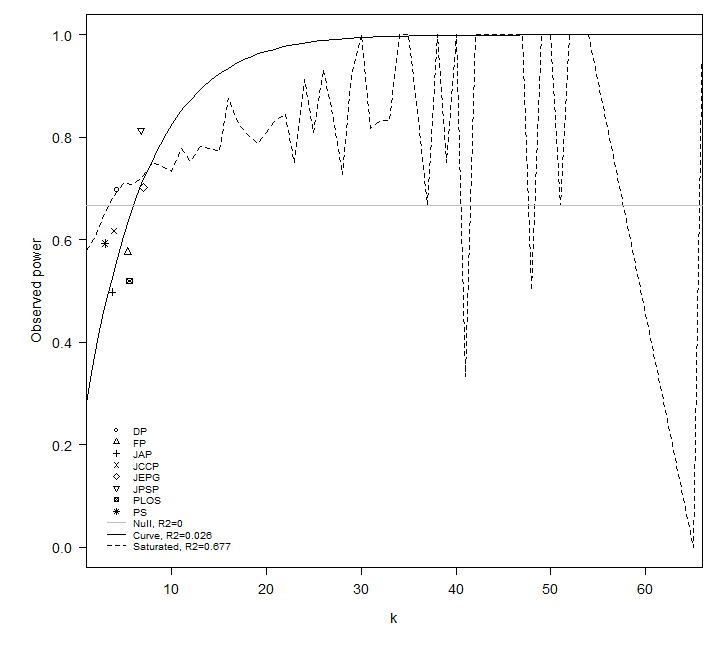 1.0
0.8
0.6
0.4
0.2
0.0
Observed power
DP
FP
JAP
JCCP
JEPG
JPSP
PLOS
PS
Null, R2=0
Curve, R2=0.026
Saturated, R2=0.677
10 20 30 40 50 60
k